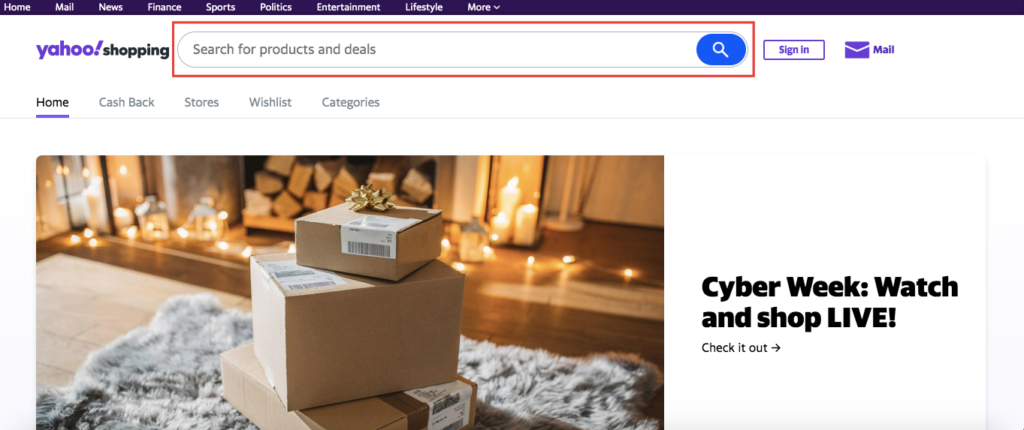 Home Mail News Finance Sports Politics Entertainment Lifestyle More
yahoo!shopping
Search for products and deals
Sign in
Mail
Home Cash Back Stores Wishlist Categories
Cyber Week: Watch
and shop LIVE!
Check it out →